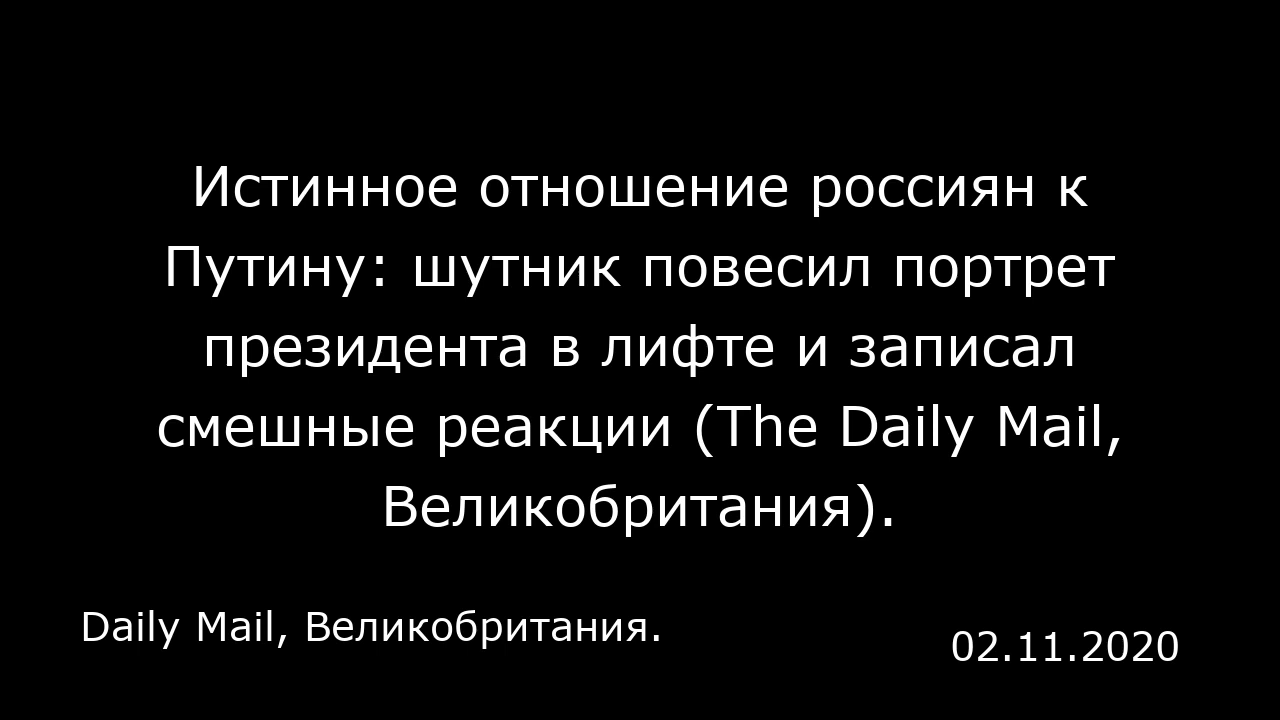 Истинное отношение россиян к
Путину: шутник повесил портрет
президента в лифте и записал
смешные реакции (The Daily Mail,
Великобритания).
Daily Mail, Великобритания.
02.11.2020